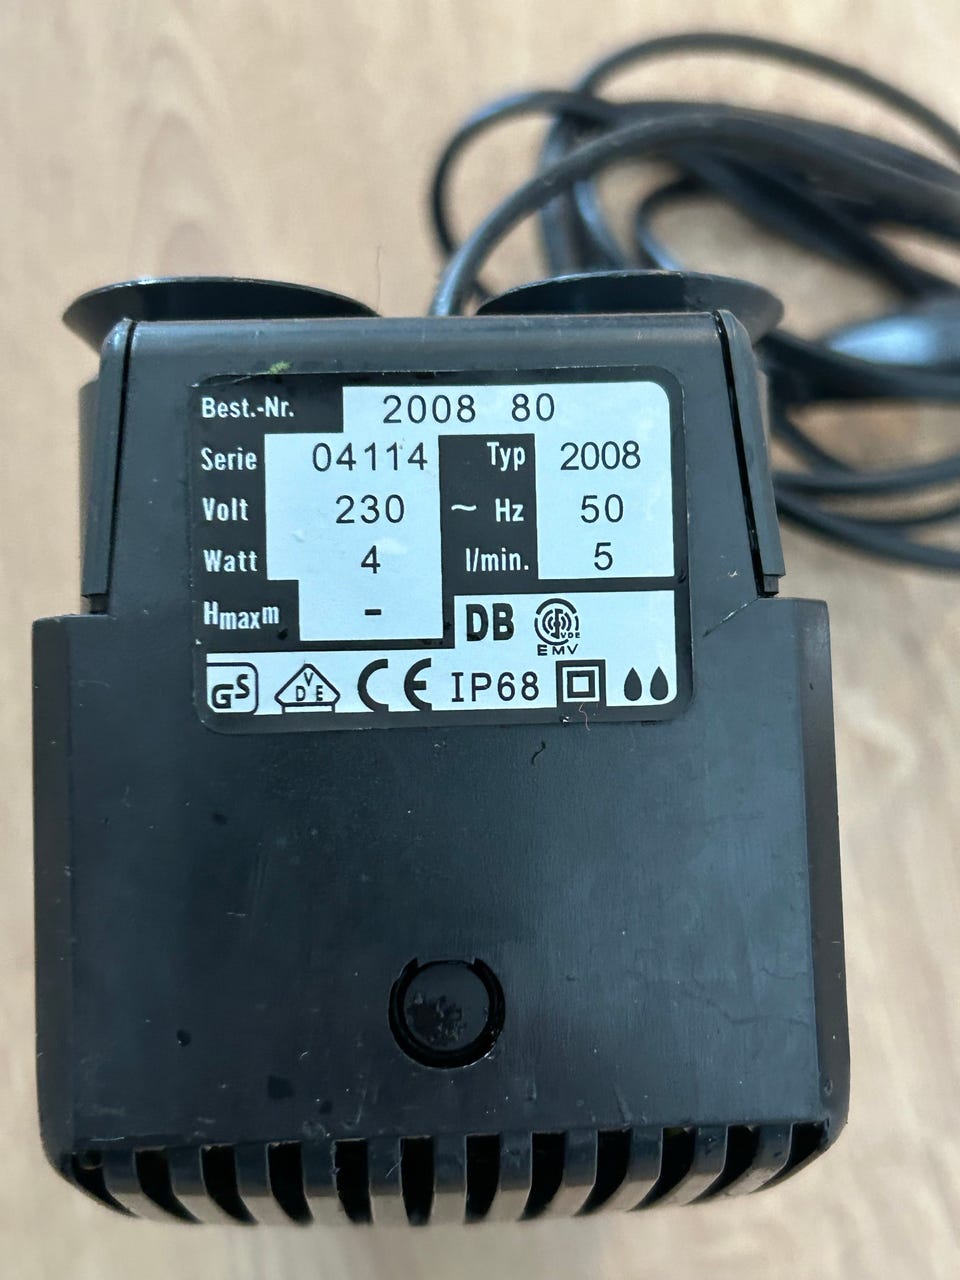 Best.-Nr. 2008 80
Serie 04114 Typ 2008
Volt 230 ~ Hz 50
Watt 4 l/min. 5
Hmaxm -
DB VDE EMV
GS VDE CE IP68